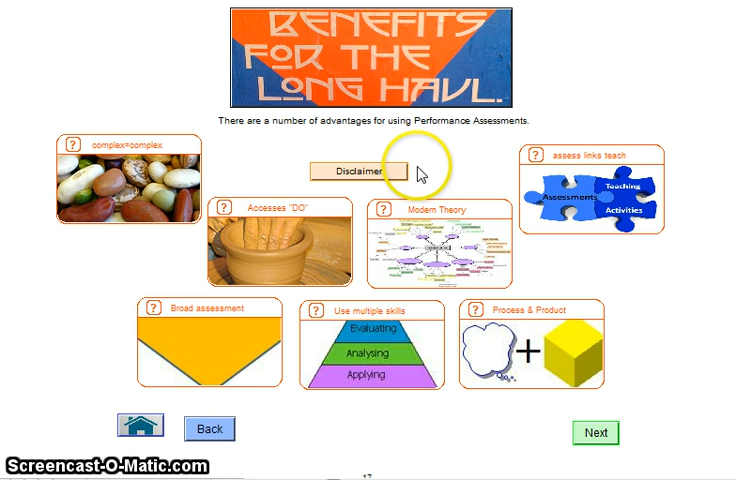 BENEFITS
FOR THE
LONG HAUL.
There are a number of advantages for using Performance Assessments.
? complex=complex
Disclaimer
? assess links teach
Assessments
Teaching
Activities
? Accesses "DO"
? Modern Theory
? Broad assessment
? Use multiple skills
Evaluating
Analysing
Applying
? Process & Product
+
Back
Next
Screencast-O-Matic.com
17